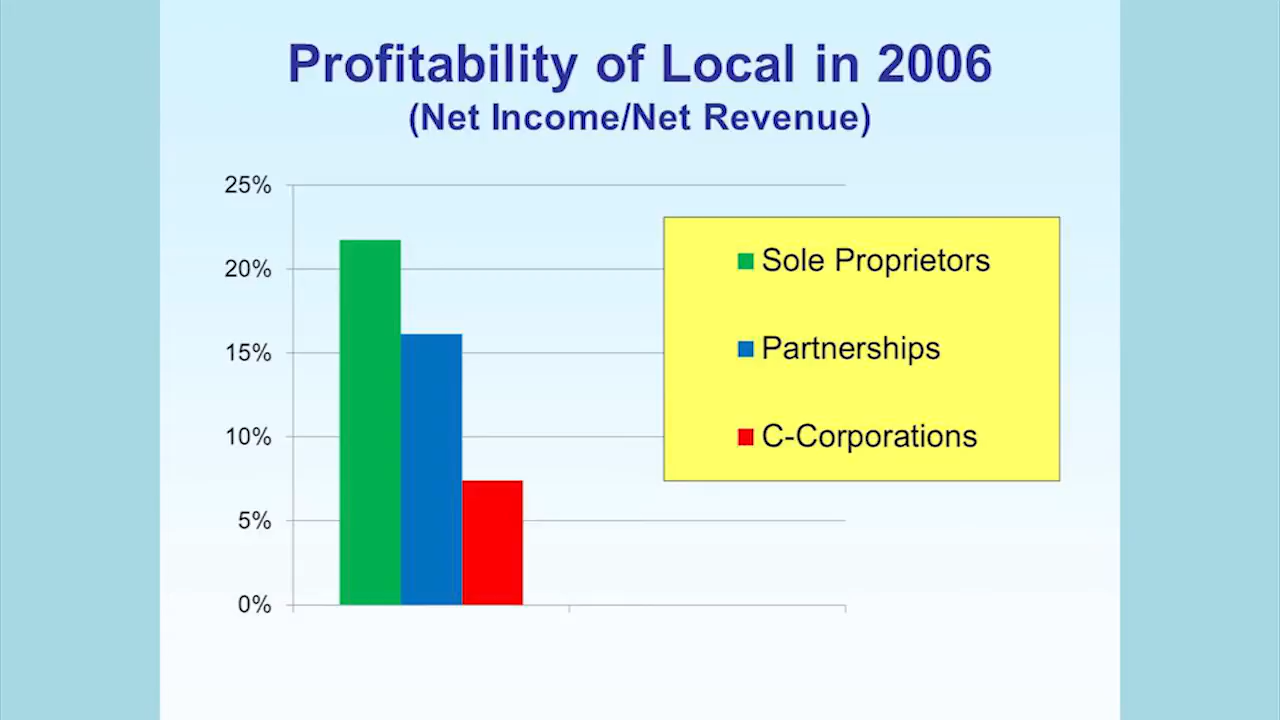 Profitability of Local in 2006
(Net Income/Net Revenue)
25%
20%
15%
10%
5%
0%
Sole Proprietors
Partnerships
C-Corporations